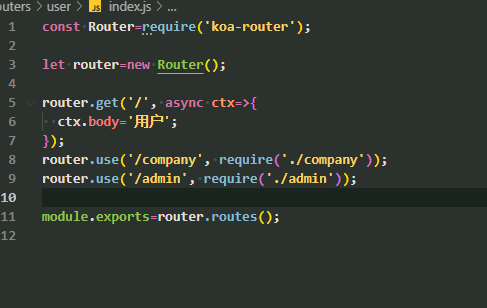 outers > user > JS index.js > ...
1 const Router=require('koa-router');
2
3 let router=new Router();
4
5 router.get('/', async ctx=>{
6   ctx.body='用户';
7 });
8 router.use('/company', require('./company'));
9 router.use('/admin', require('./admin'));
10
11 module.exports=router.routes();
12